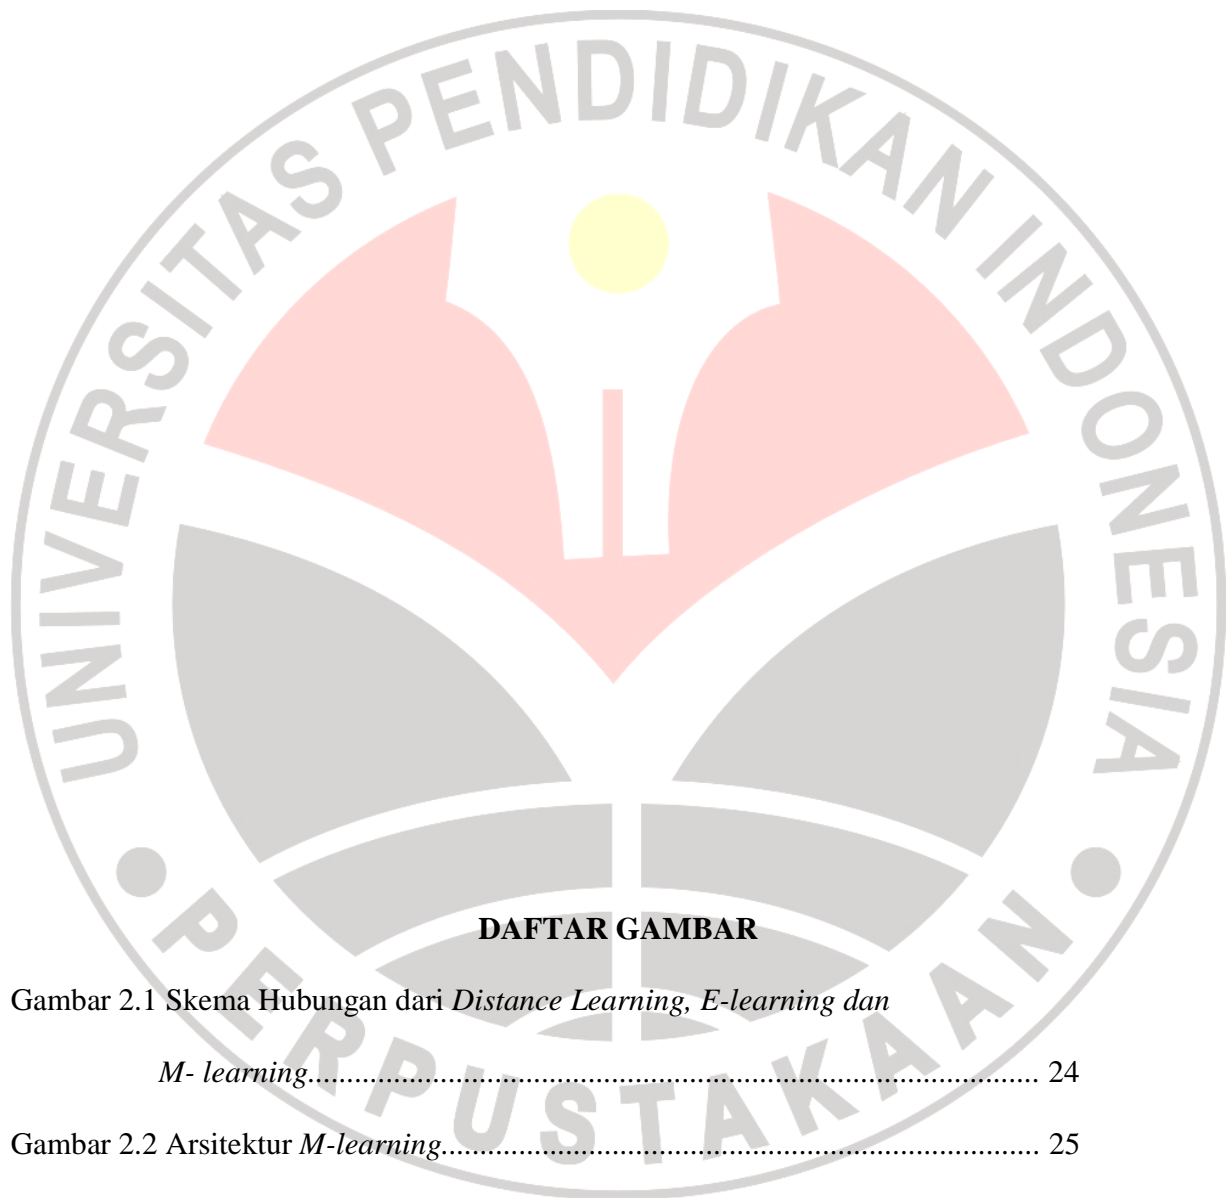 UNIVERSITAS PENDIDIKAN INDONESIA
PERPUSTAKAAN
DAFTAR GAMBAR
Gambar 2.1 Skema Hubungan dari Distance Learning, E-learning dan
M- learning............................................................................................... 24
Gambar 2.2 Arsitektur M-learning............................................................................. 25